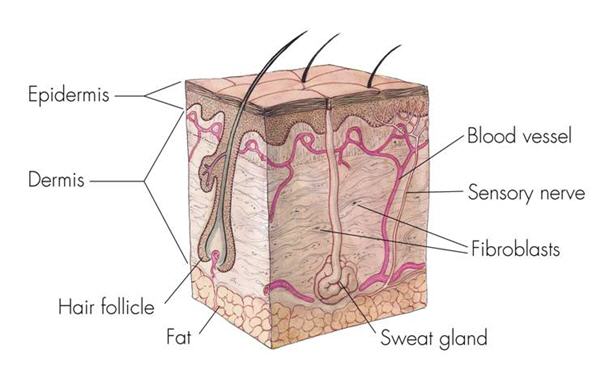 Epidermis
Dermis
Hair follicle
Fat
Blood vessel
Sensory nerve
Fibroblasts
Sweat gland